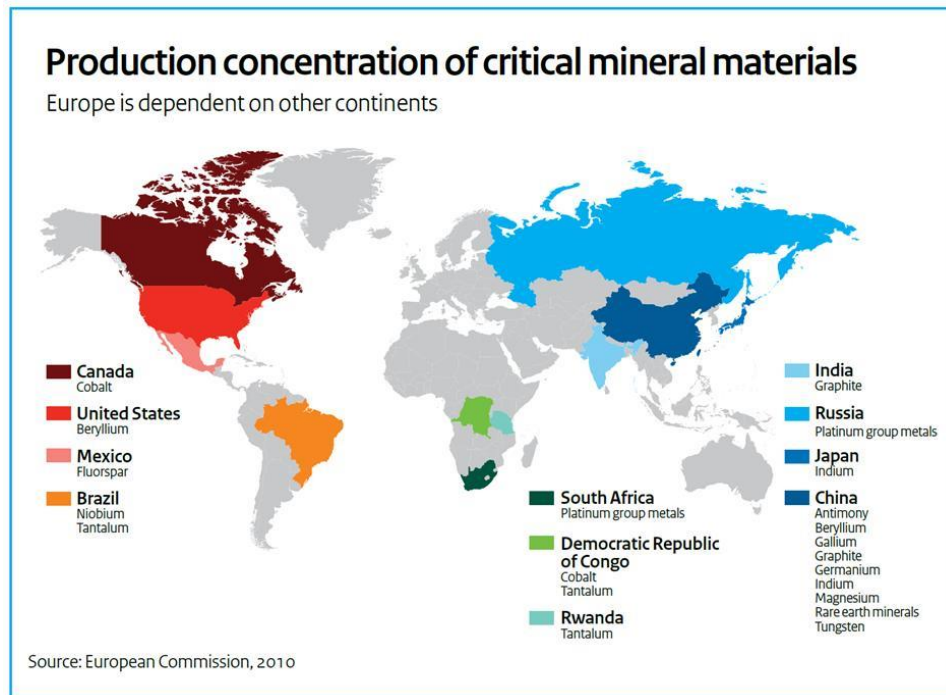 Production concentration of critical mineral materials
Europe is dependent on other continents
Canada
Cobalt
United States
Beryllium
Mexico
Fluorspar
Brazil
Niobium
Tantalum
South Africa
Platinum group metals
Democratic Republic
of Congo
Cobalt
Tantalum
Rwanda
Tantalum
India
Graphite
Russia
Platinum group metals
Japan
Indium
China
Antimony
Beryllium
Gallium
Graphite
Germanium
Indium
Magnesium
Rare earth minerals
Tungsten
Source: European Commission, 2010